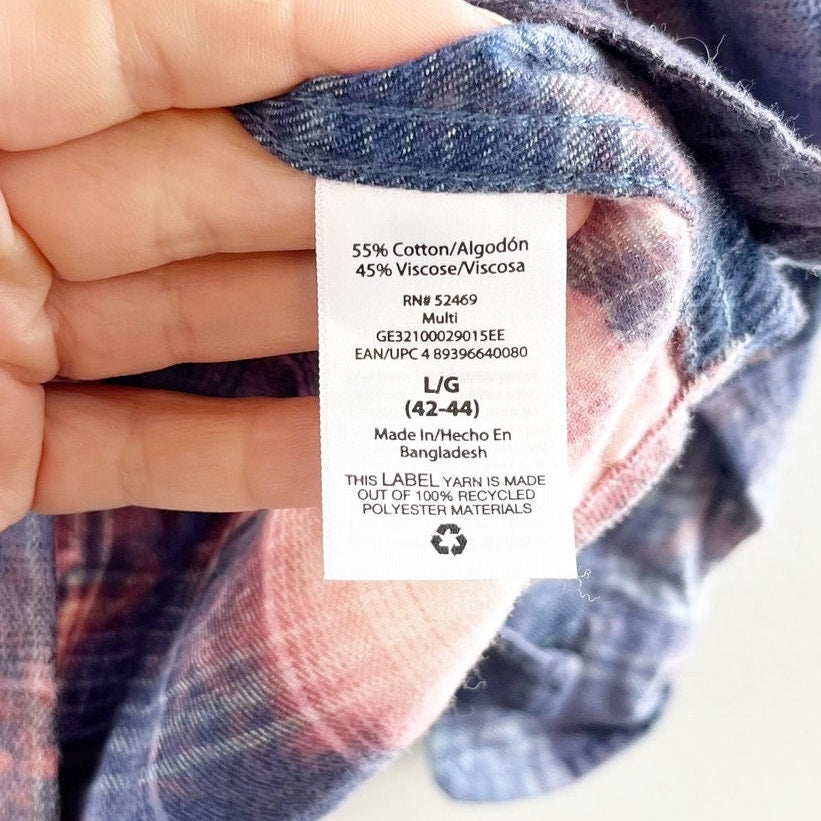 55% Cotton/Algodón
45% Viscose/Viscosa
RN# 52469
Multi
GE32100029015EE
EAN/UPC 4 89396640080
L/G
(42-44)
Made In/Hecho En
Bangladesh
THIS LABEL YARN IS MADE
OUT OF 100% RECYCLED
POLYESTER MATERIALS